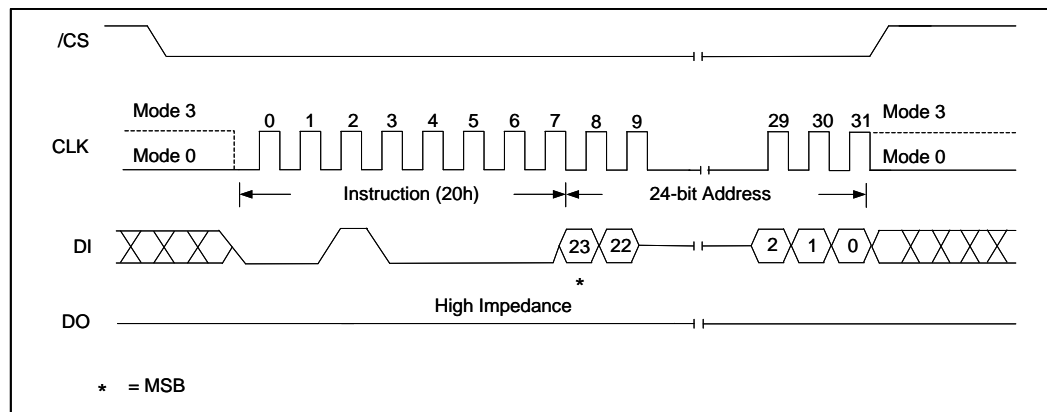 /CS
Mode 3
0 1 2 3 4 5 6 7 8 9 29 30 31 Mode 3
CLK
Mode 0 Mode 0
Instruction (20h) 24-bit Address
DI 23 22 2 1 0
*
High Impedance
DO
* = MSB